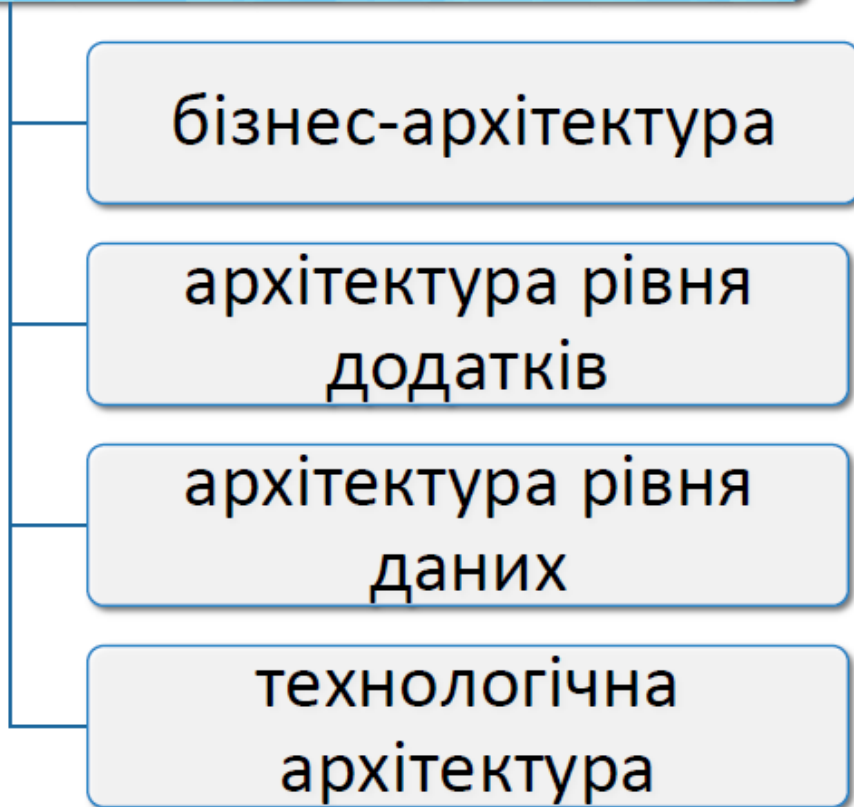 бізнес-архітектура
архітектура рівня
додатків
архітектура рівня
даних
технологічна
архітектура